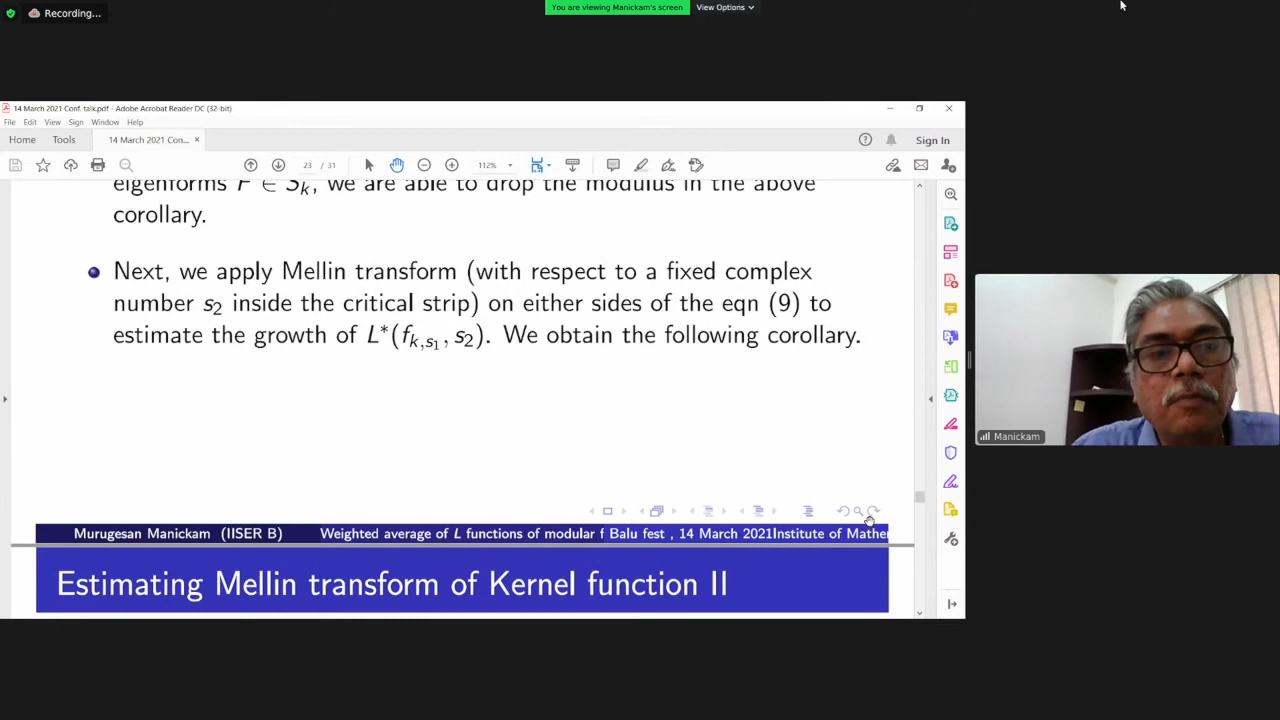 Recording...
You are viewing Manickam's screen
View Options
14 March 2021 Conf. talk.pdf - Adobe Acrobat Reader DC (32-bit)
File Edit View Sign Window Help
Home Tools 14 March 2021 Con... × Sign In
23 / 31 112%
eigenforms F ∈ Sₖ, we are able to drop the modulus in the above
corollary.
Next, we apply Mellin transform (with respect to a fixed complex
number s₂ inside the critical strip) on either sides of the eqn (9) to
estimate the growth of L*(f_{k,s₁}, s₂). We obtain the following corollary.
Murugesan Manickam (IISER B) Weighted average of L functions of modular f Balu fest , 14 March 2021Institute of Mathe
Estimating Mellin transform of Kernel function II
Manickam